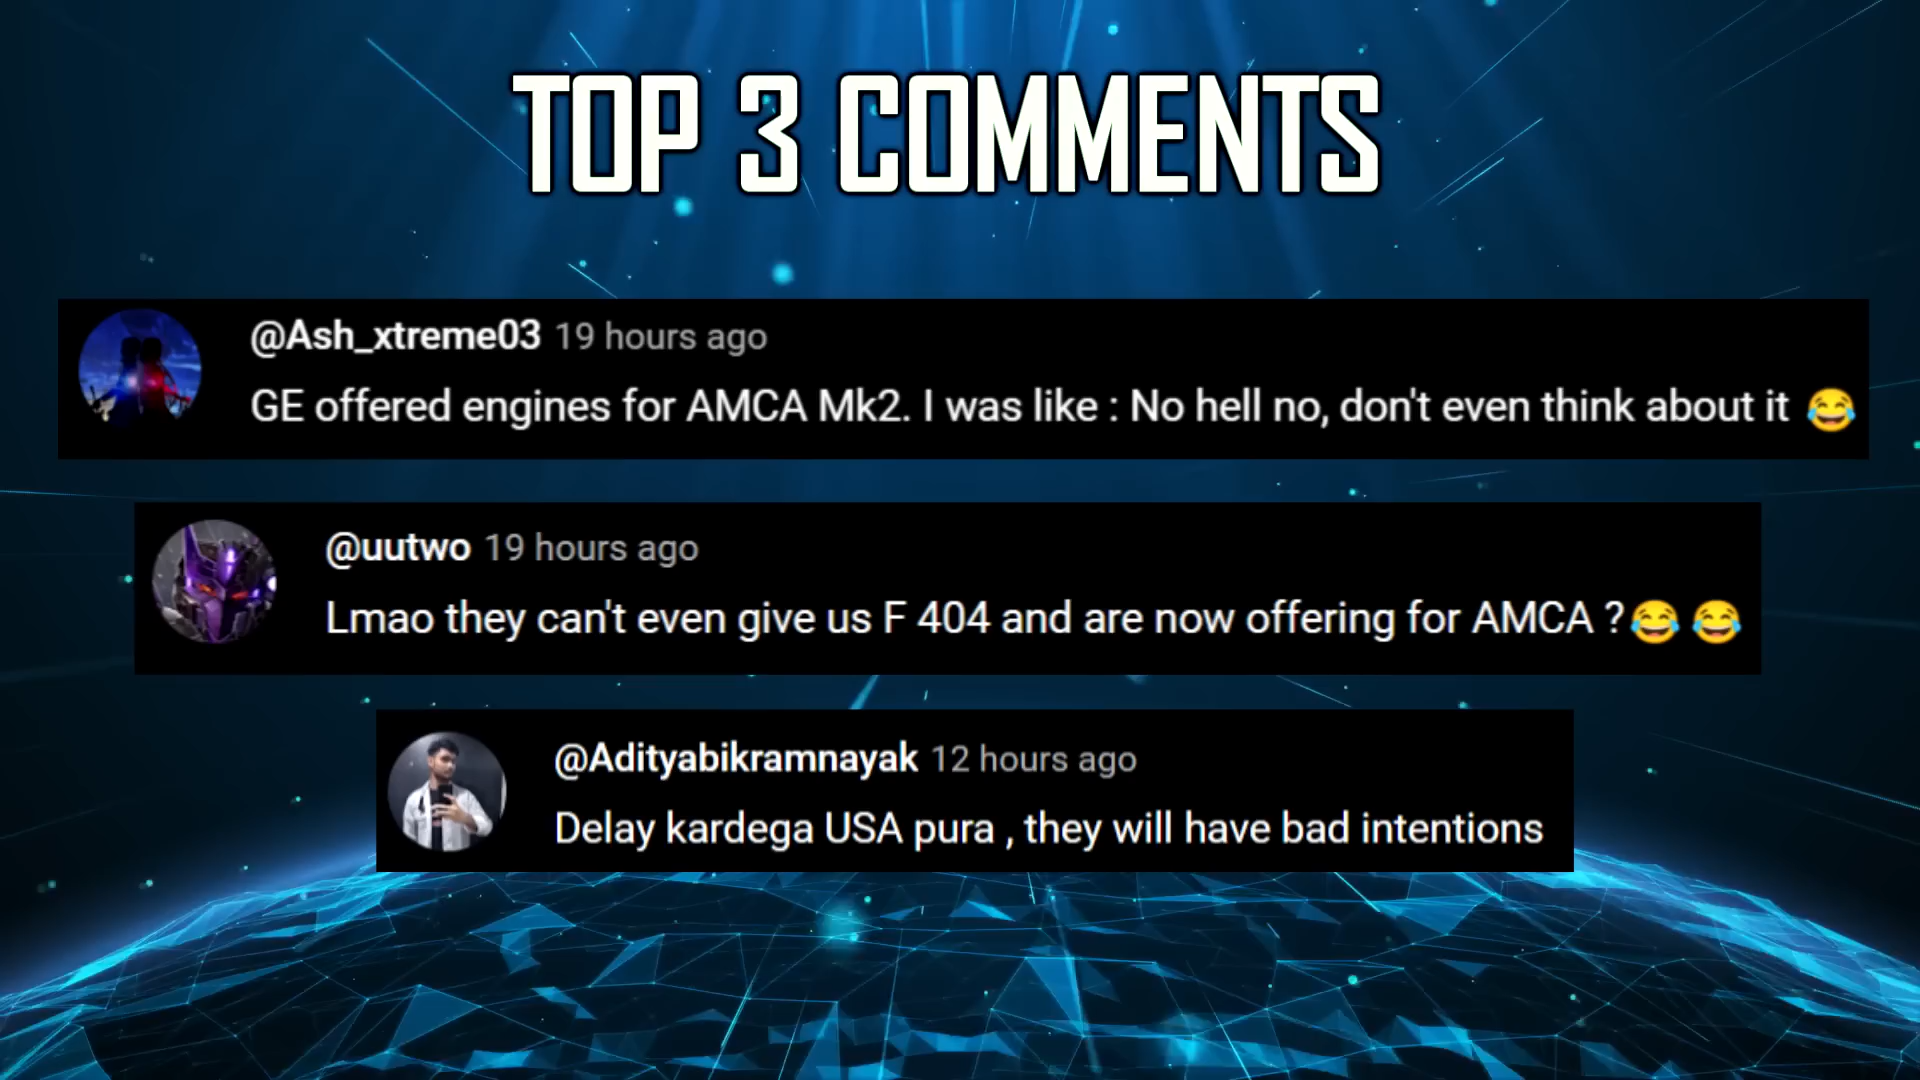 TOP 3 COMMENTS
@Ash_xtreme03 19 hours ago
GE offered engines for AMCA Mk2. I was like : No hell no, don't even think about it 😂
@uutwo 19 hours ago
Lmao they can't even give us F 404 and are now offering for AMCA ?😂 😂
@Adityabikramnayak 12 hours ago
Delay kardega USA pura , they will have bad intentions